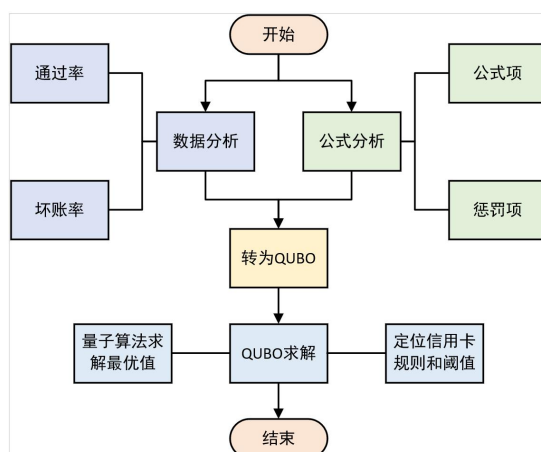 开始
通过率
公式项
数据分析
公式分析
坏账率
惩罚项
转为QUBO
量子算法求
解最优值
QUBO求解
定位信用卡
规则和阈值
结束